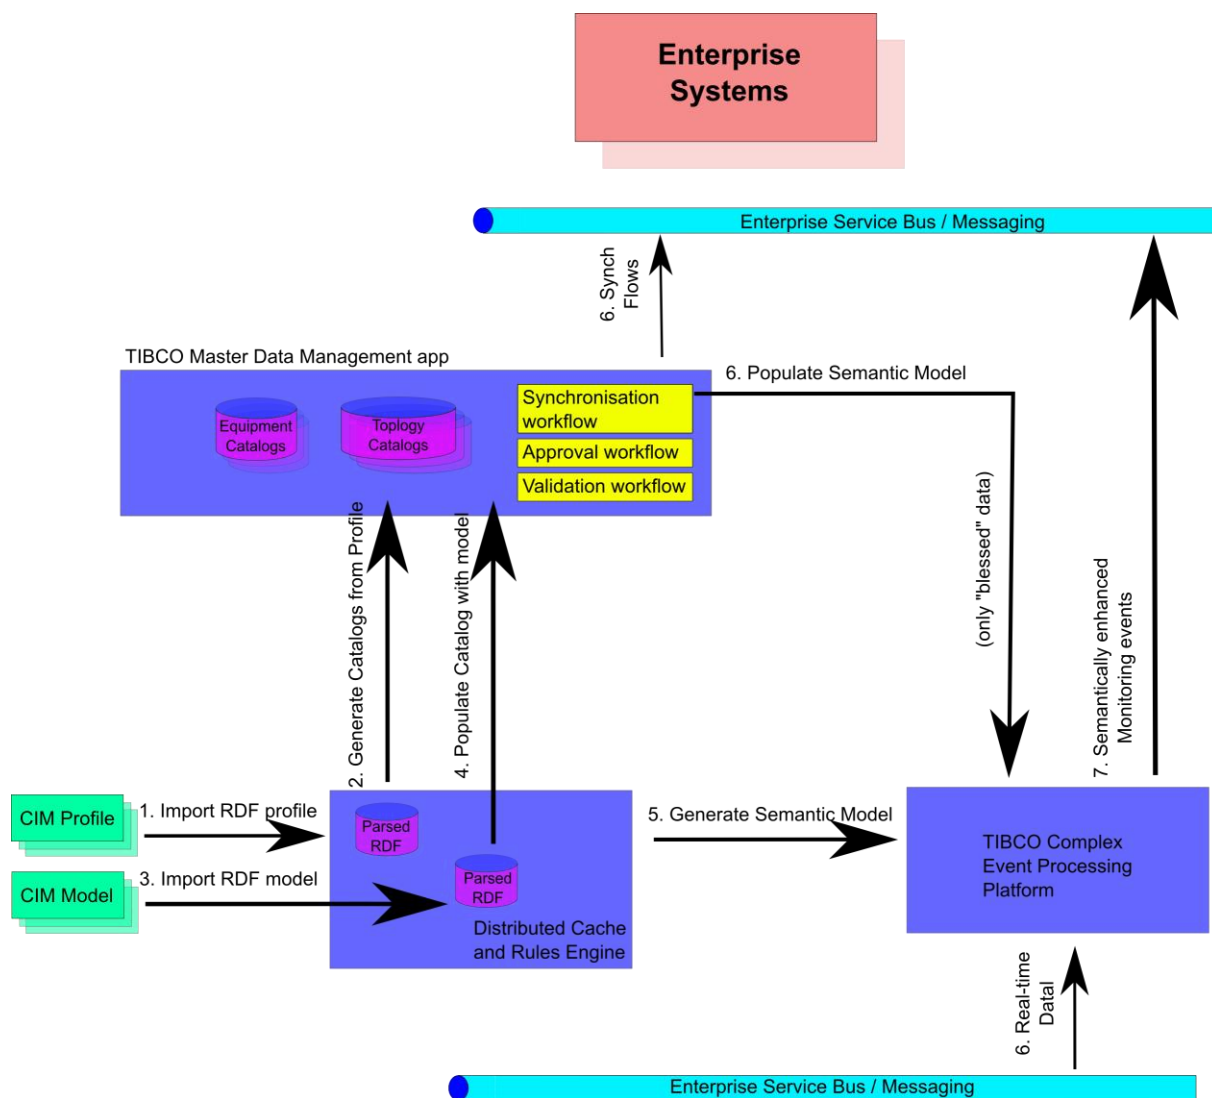 Enterprise
Systems
Enterprise Service Bus / Messaging
6. Synch
Flows
TIBCO Master Data Management app
6. Populate Semantic Model
Equipment
Catalogs
Toplogy
Catalogs
Synchronisation
workflow
Approval workflow
Validation workflow
2. Generate Catalogs from Profile
4. Populate Catalog with model
(only "blessed" data)
7. Semantically enhanced
Monitoring events
CIM Profile
1. Import RDF profile
Parsed
RDF
5. Generate Semantic Model
TIBCO Complex
Event Processing
Platform
CIM Model
3. Import RDF model
Parsed
RDF
Distributed Cache
and Rules Engine
6. Real-time
Datal
Enterprise Service Bus / Messaging